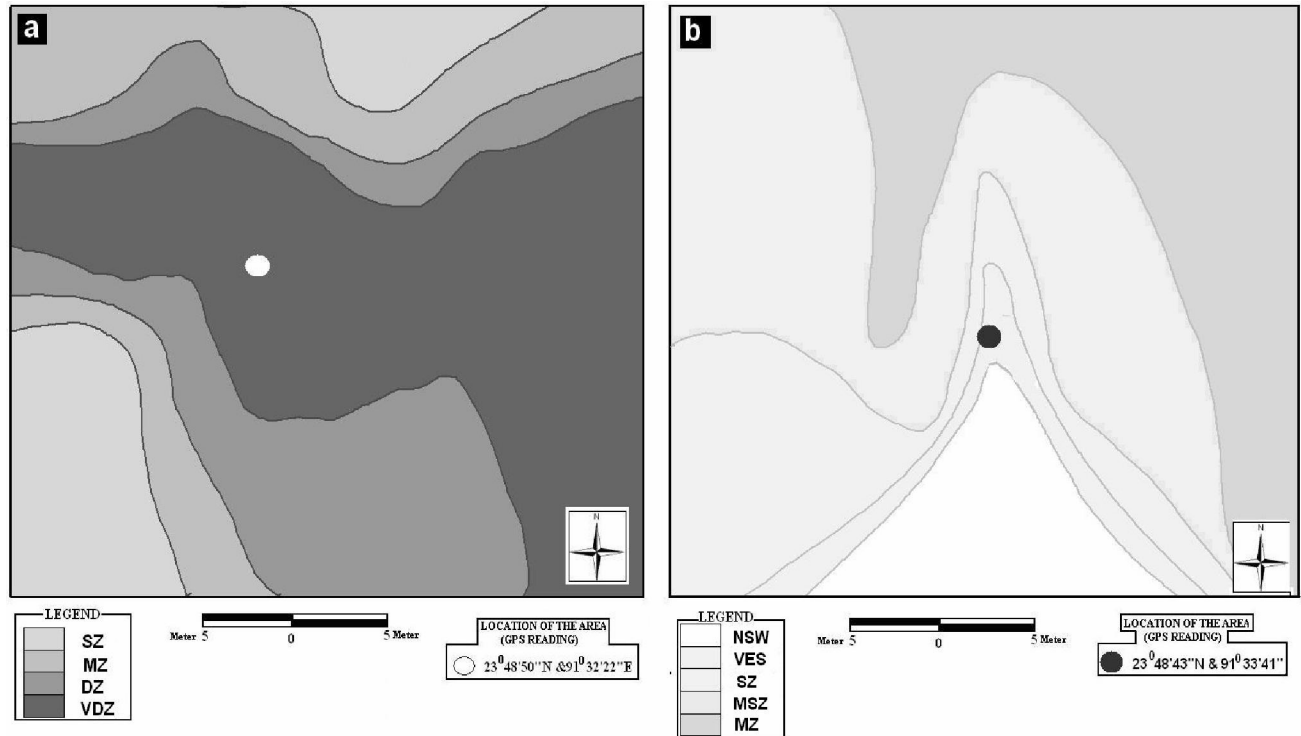 a
N
LEGEND
SZ
MZ
DZ
VDZ
Meter 5 0 5 Meter
LOCATION OF THE AREA
(GPS READING)
23⁰48'50"N &91⁰32'22"E
b
N
LEGEND
NSW
VES
SZ
MSZ
MZ
Meter 5 0 5 Meter
LOCATION OF THE AREA
(GPS READING)
23⁰48'43"N & 91⁰33'41"